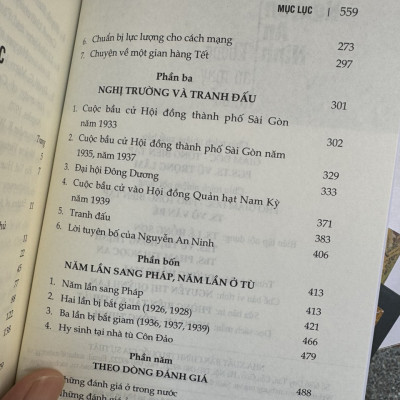 MỤC LỤC | 559
6. Chuẩn bị lực lượng cho cách mạng 273
7. Chuyện về một gian hàng Tết 297
Phần ba
NGHỊ TRƯỜNG VÀ TRANH ĐẤU 301
1. Cuộc bầu cử Hội đồng thành phố Sài Gòn
năm 1933 302
2. Cuộc bầu cử Hội đồng thành phố Sài Gòn năm
1935, năm 1937 329
3. Đại hội Đông Dương 333
4. Cuộc bầu cử vào Hội đồng Quản hạt Nam Kỳ
năm 1939 371
5. Tranh đấu 383
6. Lời tuyên bố của Nguyễn An Ninh 406
Phần bốn
NĂM LẦN SANG PHÁP, NĂM LẦN Ở TÙ 413
1. Năm lần sang Pháp 413
2. Hai lần bị bắt giam (1926, 1928) 421
3. Ba lần bị bắt giam (1936, 1937, 1939) 466
4. Hy sinh tại nhà tù Côn Đảo 479
Phần năm
THEO DÒNG ĐÁNH GIÁ 488
Những đánh giá ở trong nước
đánh giá ở